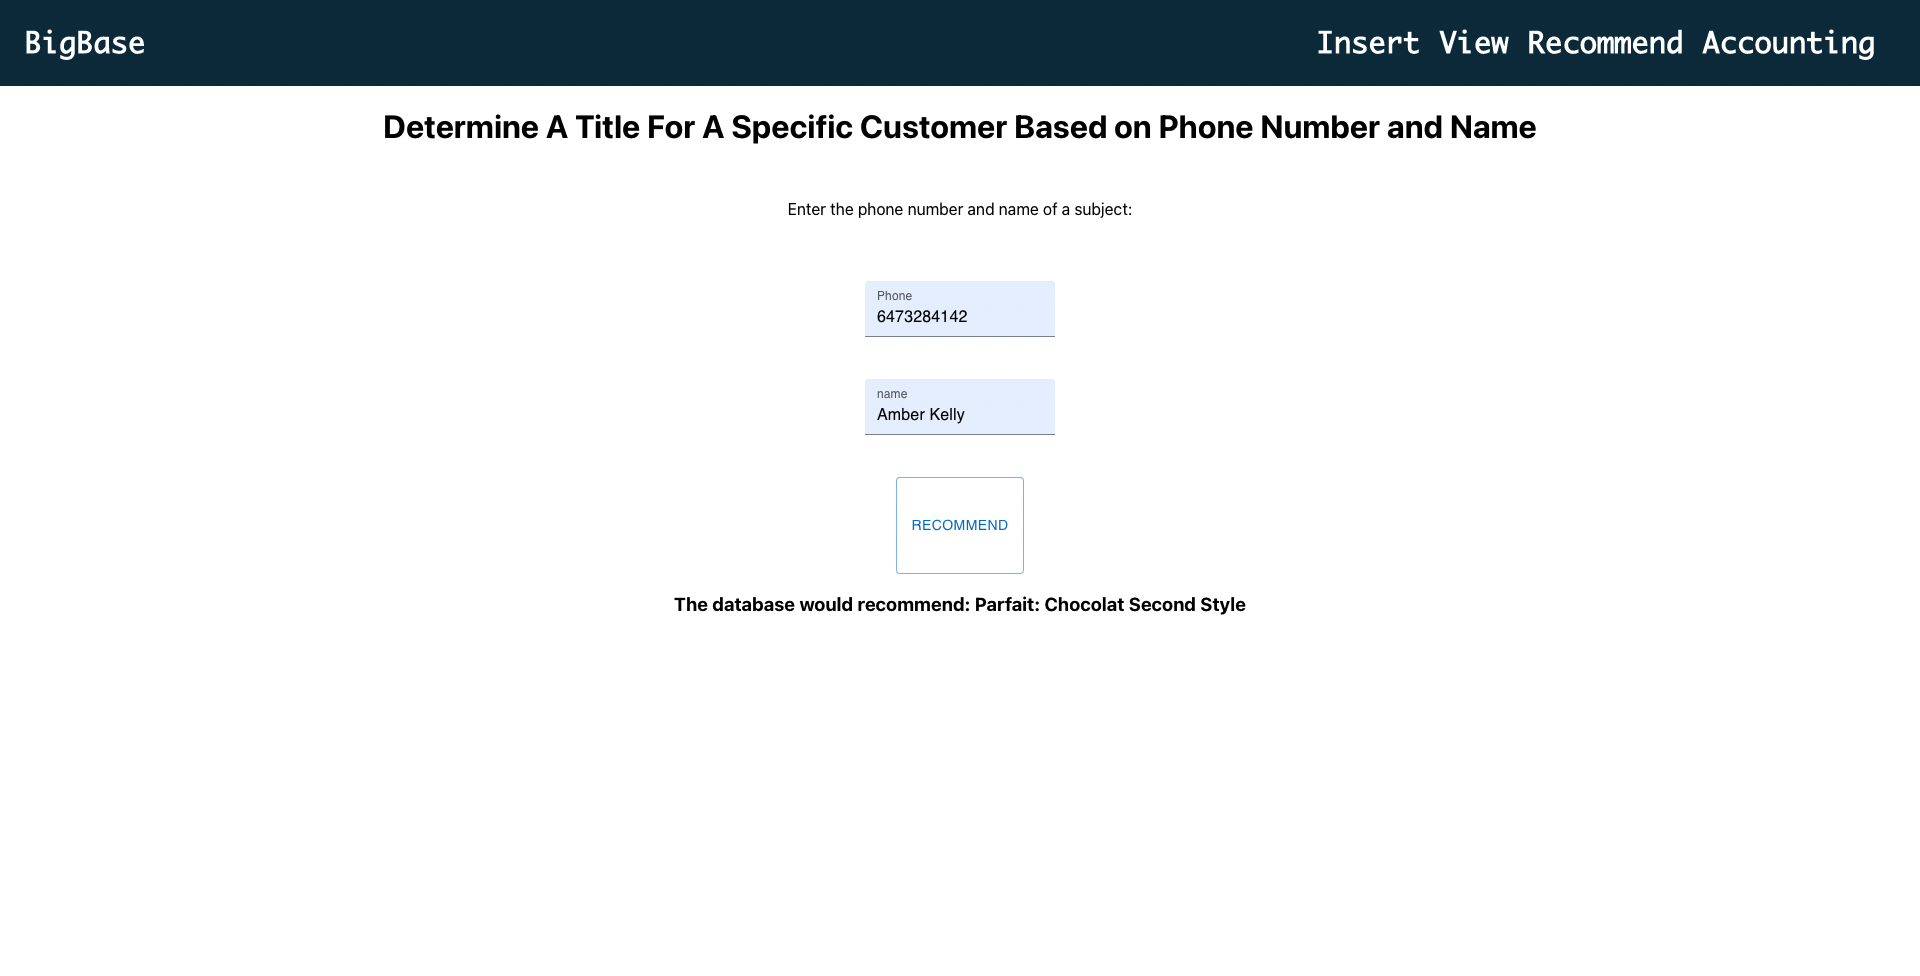 BigBase
Insert View Recommend Accounting
Determine A Title For A Specific Customer Based on Phone Number and Name
Enter the phone number and name of a subject:
Phone
6473284142
name
Amber Kelly
RECOMMEND
The database would recommend: Parfait: Chocolat Second Style